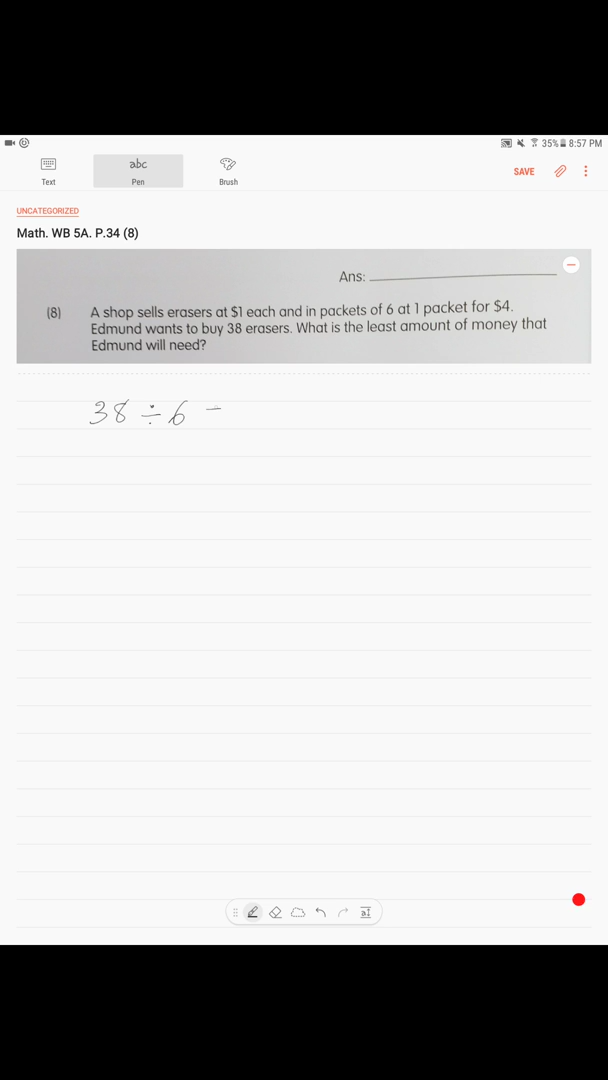 35% 8:57 PM
Text
abc
Pen
Brush
SAVE
UNCATEGORIZED
Math. WB 5A. P.34 (8)
Ans:
(8) A shop sells erasers at $1 each and in packets of 6 at 1 packet for $4.
Edmund wants to buy 38 erasers. What is the least amount of money that
Edmund will need?
38 ÷ 6 -
aI